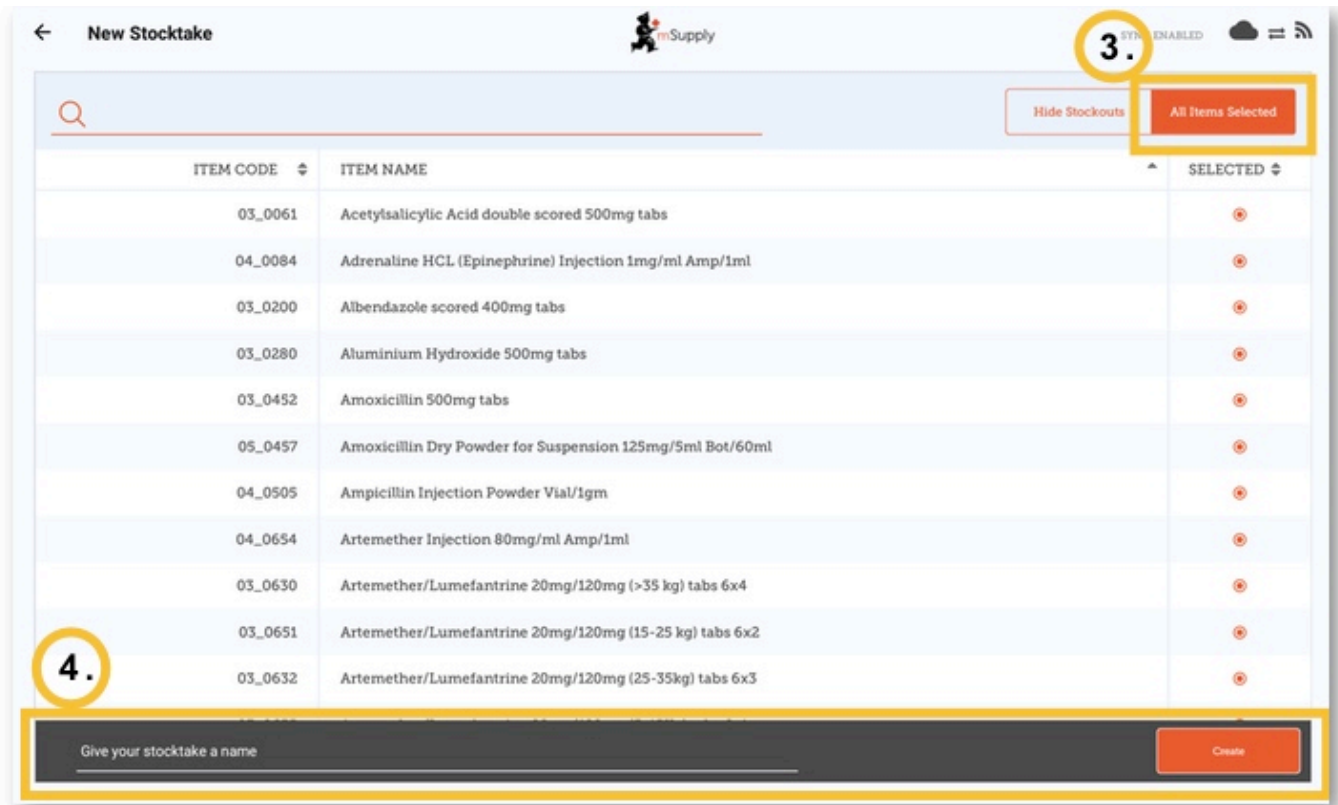 New Stocktake
mSupply
3.
ENABLED
Hide Stockouts
All Items Selected
ITEM CODE
ITEM NAME
SELECTED
03_0061 Acetylsalicylic Acid double scored 500mg tabs
04_0084 Adrenaline HCL (Epinephrine) Injection 1mg/ml Amp/1ml
03_0200 Albendazole scored 400mg tabs
03_0280 Aluminium Hydroxide 500mg tabs
03_0452 Amoxicillin 500mg tabs
05_0457 Amoxicillin Dry Powder for Suspension 125mg/5ml Bot/60ml
04_0505 Ampicillin Injection Powder Vial/1gm
04_0654 Artemether Injection 80mg/ml Amp/1ml
03_0630 Artemether/Lumefantrine 20mg/120mg (>35 kg) tabs 6x4
03_0651 Artemether/Lumefantrine 20mg/120mg (15-25 kg) tabs 6x2
4.
03_0632 Artemether/Lumefantrine 20mg/120mg (25-35kg) tabs 6x3
Give your stocktake a name
Create